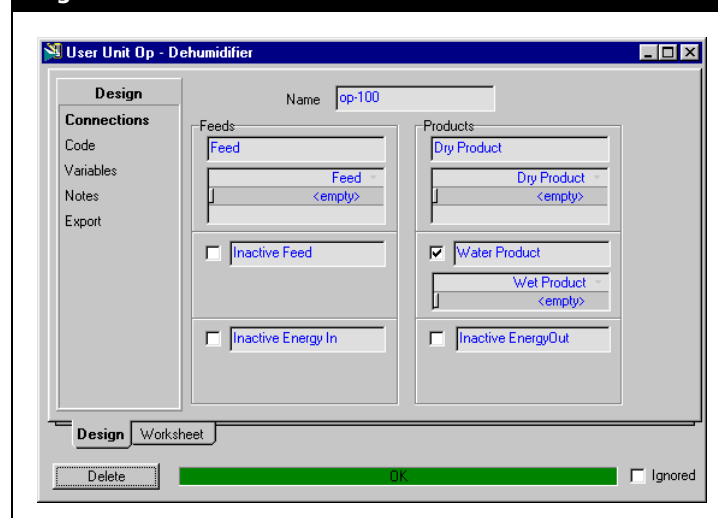 User Unit Op - Dehumidifier
Design
Connections
Code
Variables
Notes
Export
Name op-100
Feeds
Feed
Feed
<empty>
Inactive Feed
Inactive Energy In
Products
Dry Product
Dry Product
<empty>
Water Product
Wet Product
<empty>
Inactive EnergyOut
Design Worksheet
Delete OK Ignored